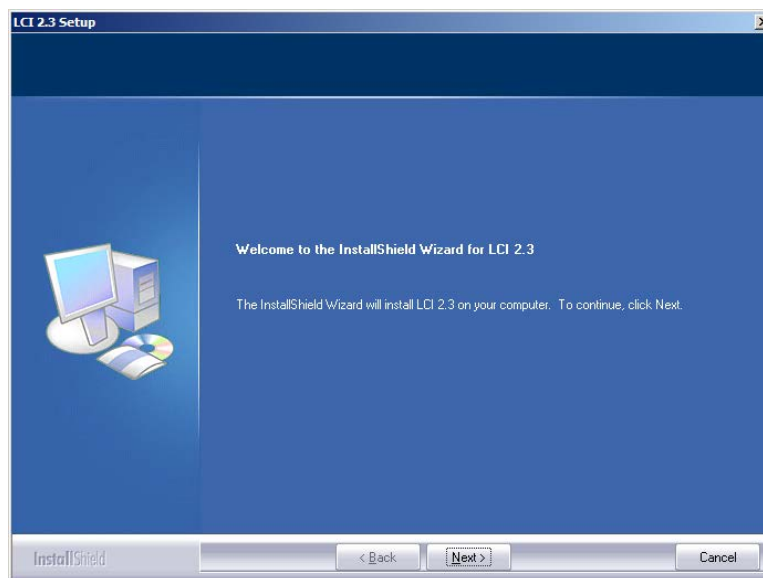 LCI 2.3 Setup
Welcome to the InstallShield Wizard for LCI 2.3
The InstallShield Wizard will install LCI 2.3 on your computer. To continue, click Next.
InstallShield
< Back
Next >
Cancel